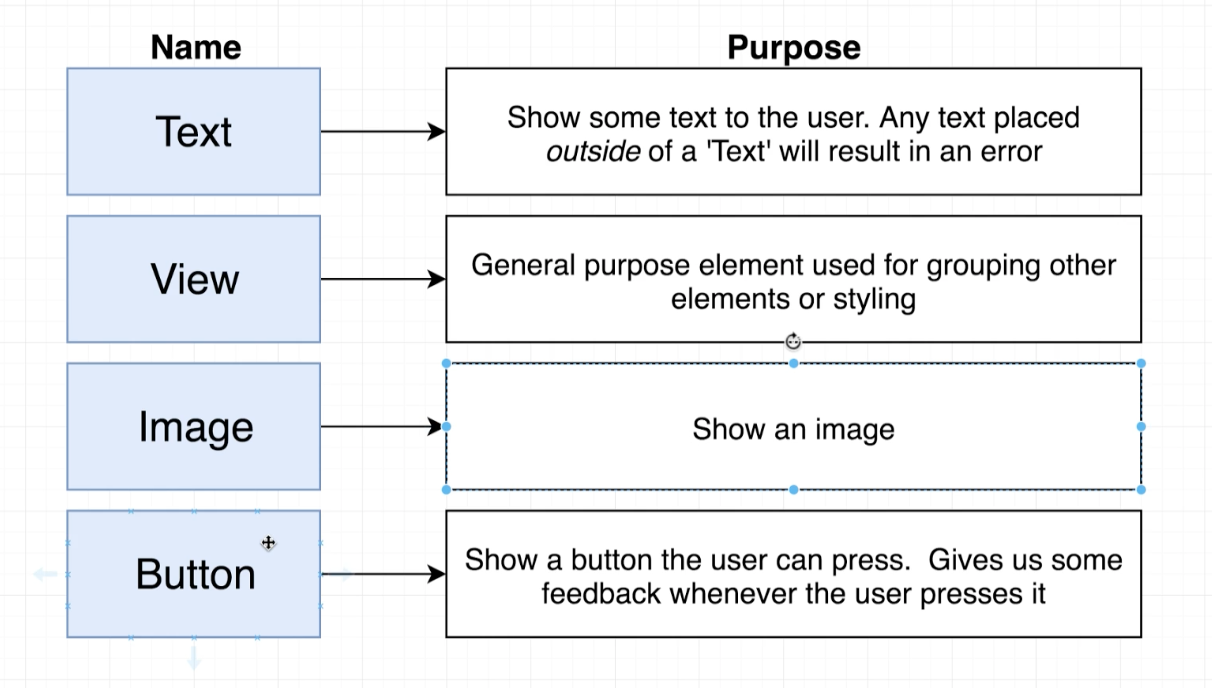 Name
Purpose
Text
Show some text to the user. Any text placed
outside of a 'Text' will result in an error
View
General purpose element used for grouping other
elements or styling
Image
Show an image
Button
Show a button the user can press.  Gives us some
feedback whenever the user presses it